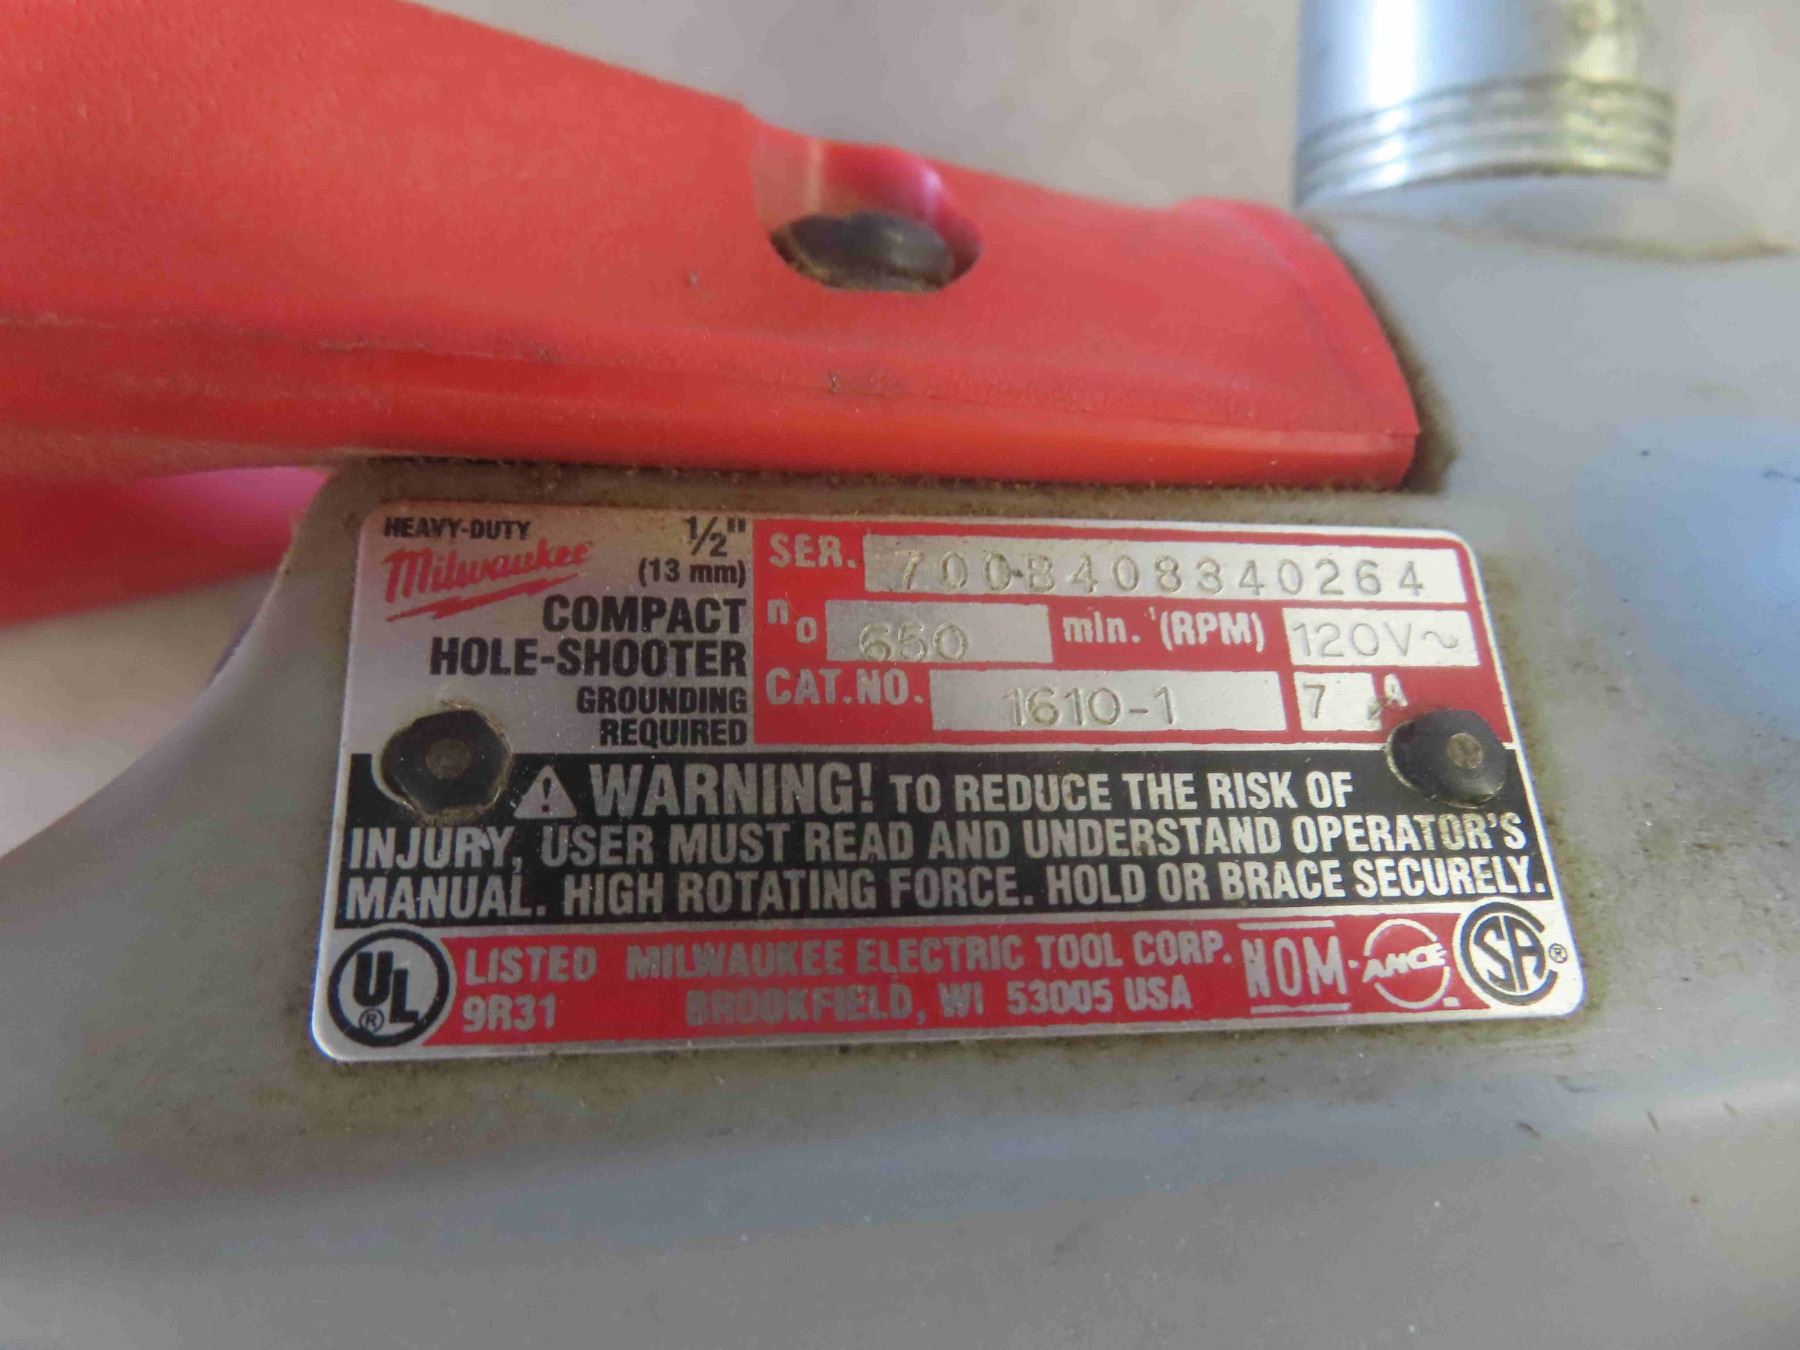 HEAVY-DUTY 1/2"
Milwaukee (13 mm)
COMPACT
HOLE-SHOOTER
GROUNDING
REQUIRED
SER. 700B408340264
no 650 min.⁻¹(RPM) 120V~
CAT.NO. 1610-1 7 A
WARNING! TO REDUCE THE RISK OF
INJURY, USER MUST READ AND UNDERSTAND OPERATOR'S
MANUAL. HIGH ROTATING FORCE. HOLD OR BRACE SECURELY.
UL® LISTED MILWAUKEE ELECTRIC TOOL CORP. NOM ANCE SA®
9R31 BROOKFIELD, WI 53005 USA